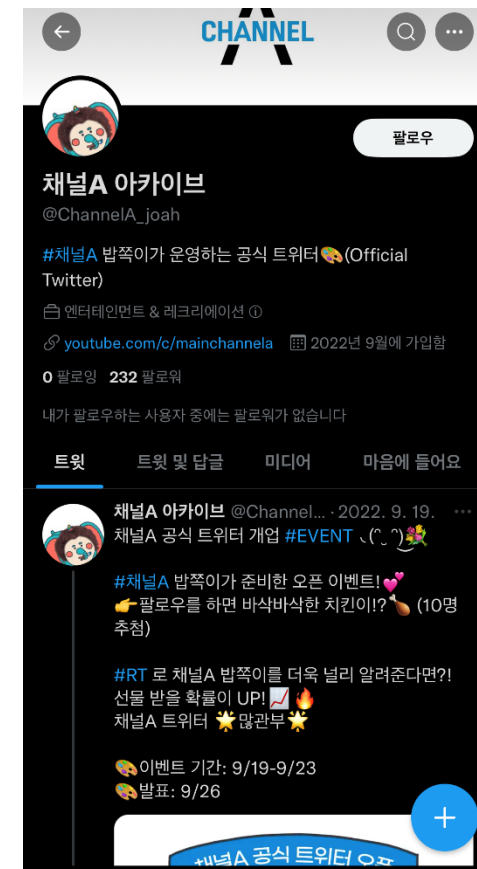 CHANNEL
팔로우
채널A 아카이브
@ChannelA_joah
#채널A 밥쪽이가 운영하는 공식 트위터🎨(Official
Twitter)
엔터테인먼트 & 레크리에이션
youtube.com/c/mainchannela 2022년 9월에 가입함
0 팔로잉 232 팔로워
내가 팔로우하는 사용자 중에는 팔로워가 없습니다
트윗 트윗 및 답글 미디어 마음에 들어요
채널A 아카이브 @Channel... · 2022. 9. 19.
채널A 공식 트위터 개업 #EVENT ٩(ᵔ◡ᵔ)💐
#채널A 밥쪽이가 준비한 오픈 이벤트!💕
👉팔로우를 하면 바삭바삭한 치킨이!?🍗 (10명
추첨)
#RT 로 채널A 밥쪽이를 더욱 널리 알려준다면?!
선물 받을 확률이 UP!📈🔥
채널A 트위터 🌟많관부🌟
🎨이벤트 기간: 9/19-9/23
🎨발표: 9/26
채널A 공식 트위터 오픈